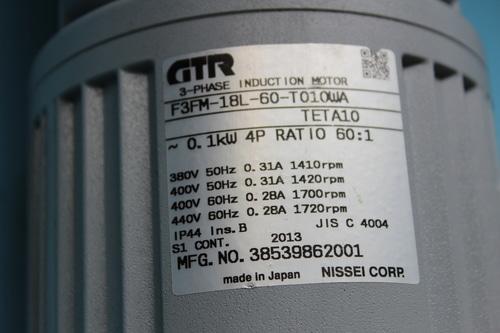 GTR
3-PHASE INDUCTION MOTOR
F3FM-18L-60-T010WA
TETA10
~ 0.1kW 4P RATIO 60:1
380V 50Hz 0.31A 1410rpm
400V 50Hz 0.31A 1420rpm
400V 60Hz 0.28A 1700rpm
440V 60Hz 0.28A 1720rpm
IP44 Ins.B JIS C 4004
S1 CONT. 2013
MFG. NO. 38539862001
made in Japan NISSEI CORP.